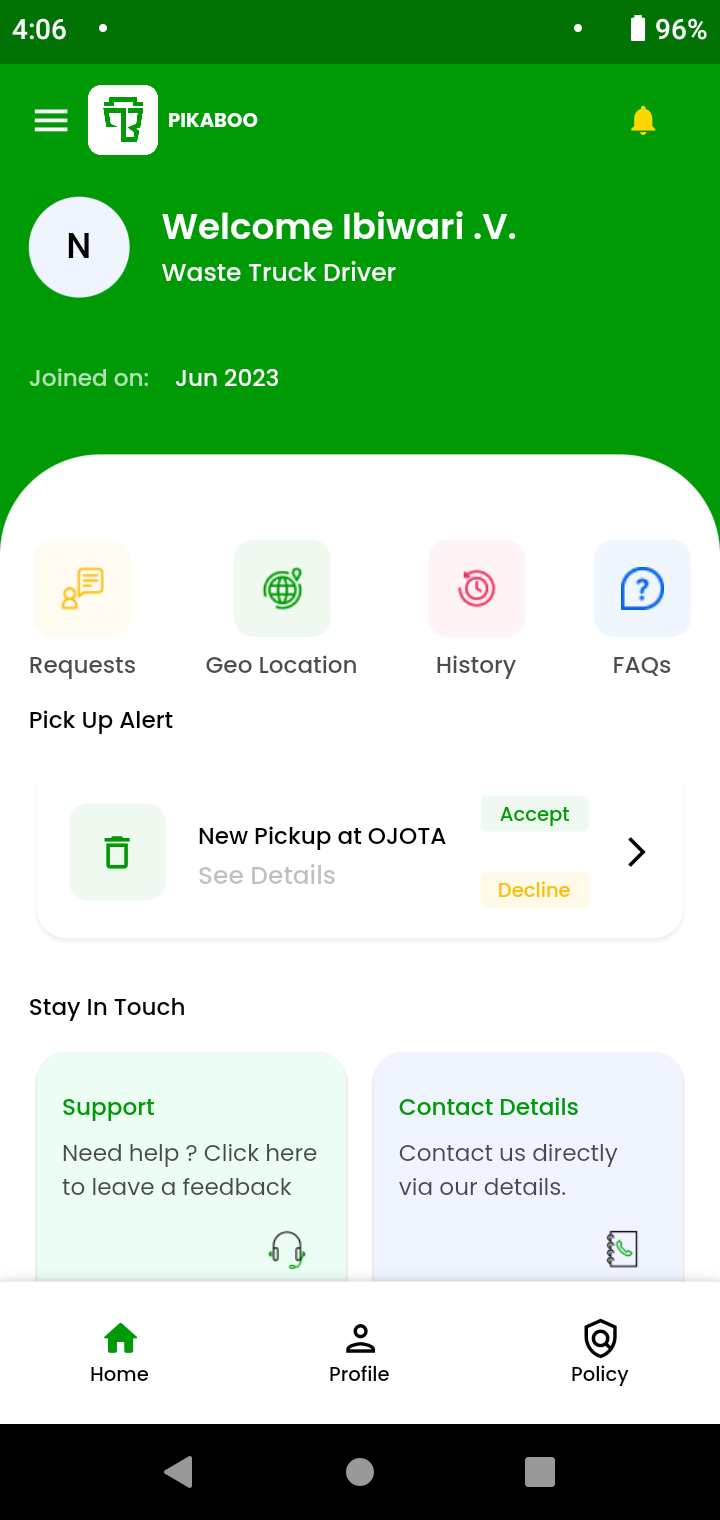 4:06
96%
PIKABOO
N
Welcome Ibiwari .V.
Waste Truck Driver
Joined on: Jun 2023
Requests
Geo Location
History
FAQs
Pick Up Alert
New Pickup at OJOTA
See Details
Accept
Decline
Stay In Touch
Support
Need help ? Click here
to leave a feedback
Contact Details
Contact us directly
via our details.
Home
Profile
Policy